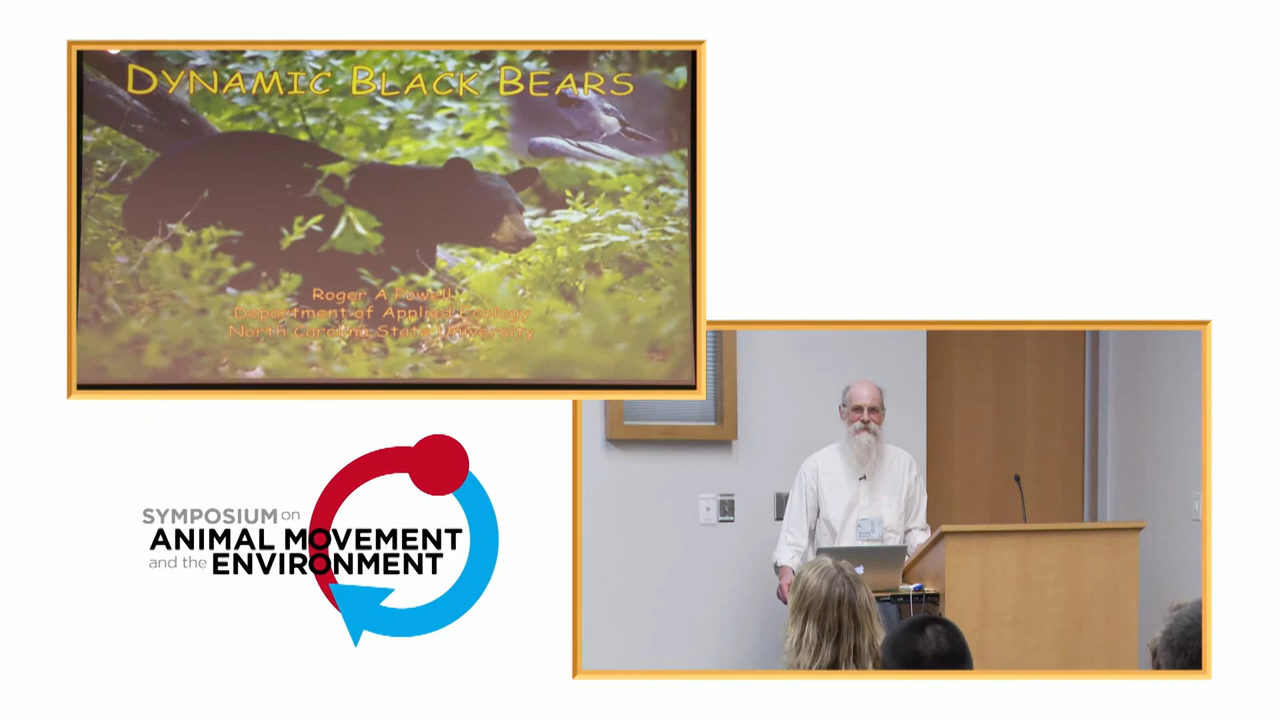 DYNAMIC BLACK BEARS
Roger A Powell
Department of Applied Ecology
North Carolina State University
SYMPOSIUM on
ANIMAL MOVEMENT
and the ENVIRONMENT